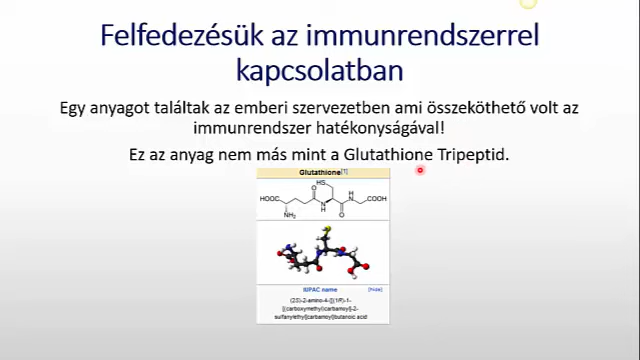 Felfedezésük az immunrendszerrel
kapcsolatban
Egy anyagot találtak az emberi szervezetben ami összeköthető volt az
immunrendszer hatékonyságával!
Ez az anyag nem más mint a Glutathione Tripeptid.
Glutathione[1]
HS
O
HOOC
N
H
H
N
COOH
NH₂
O
IUPAC name
[hide]
(2S)-2-amino-4-{[(1R)-1-
[(carboxymethyl)carbamoyl]-2-
sulfanylethyl]carbamoyl}butanoic acid